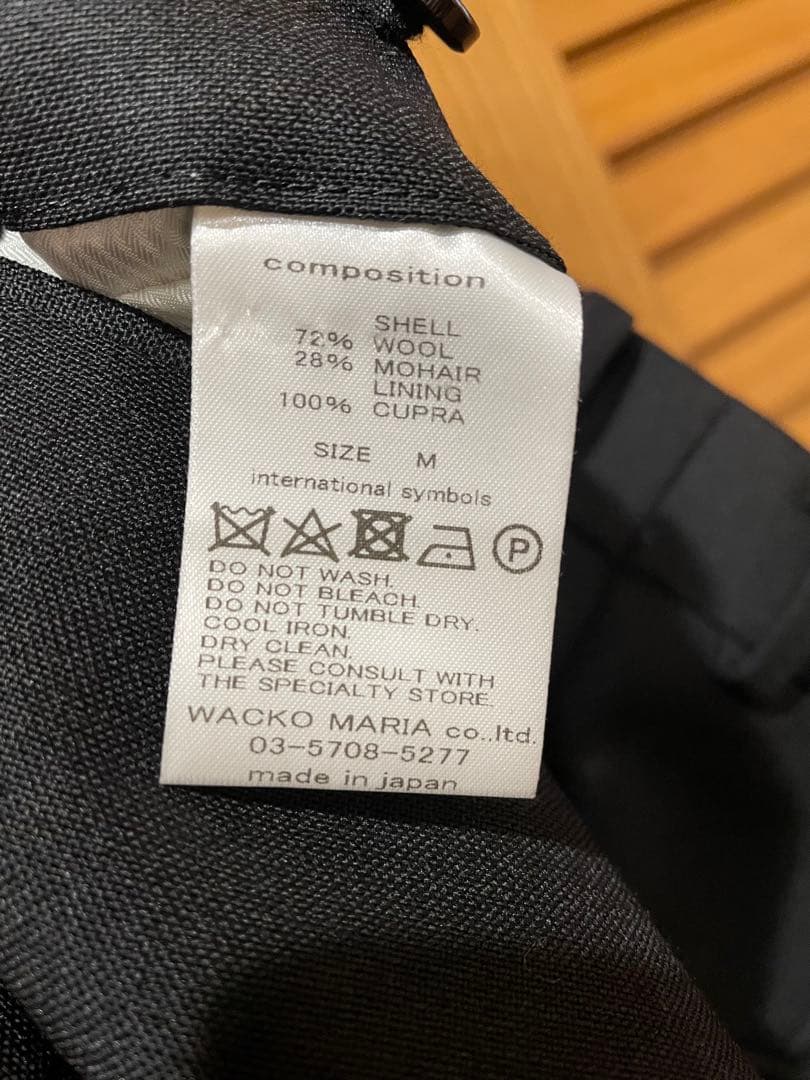 composition
SHELL
72% WOOL
28% MOHAIR
LINING
100% CUPRA
SIZE M
international symbols
P
DO NOT WASH.
DO NOT BLEACH.
DO NOT TUMBLE DRY.
COOL IRON.
DRY CLEAN.
PLEASE CONSULT WITH
THE SPECIALTY STORE.
WACKO MARIA co.,ltd.
03-5708-5277
made in japan